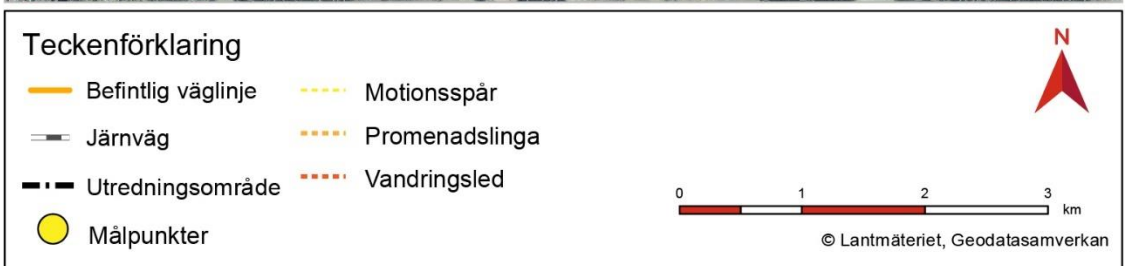 Teckenförklaring
Befintlig väglinje
Järnväg
Utredningsområde
Målpunkter
Motionsspår
Promenadslinga
Vandringsled
N
0 1 2 3
km
© Lantmäteriet, Geodatasamverkan